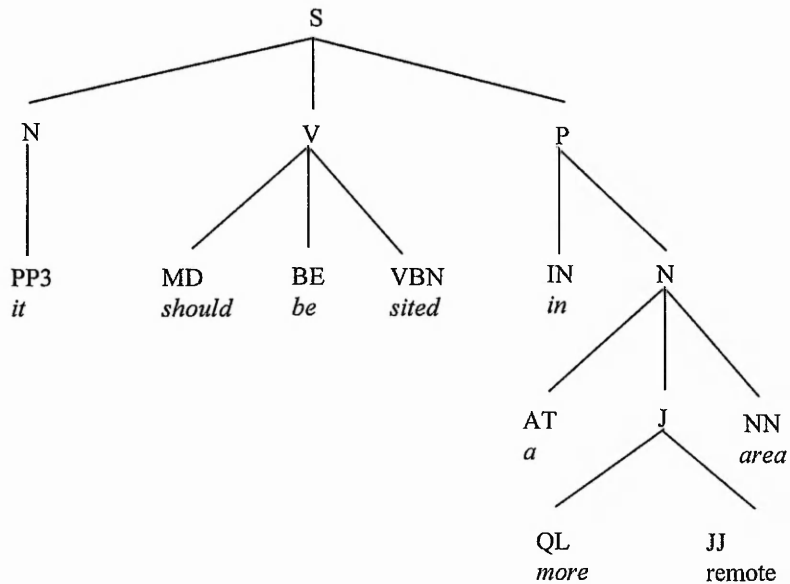 S
N V P
PP3 MD BE VBN IN N
it should be sited in
AT J NN
a area
QL JJ
more remote